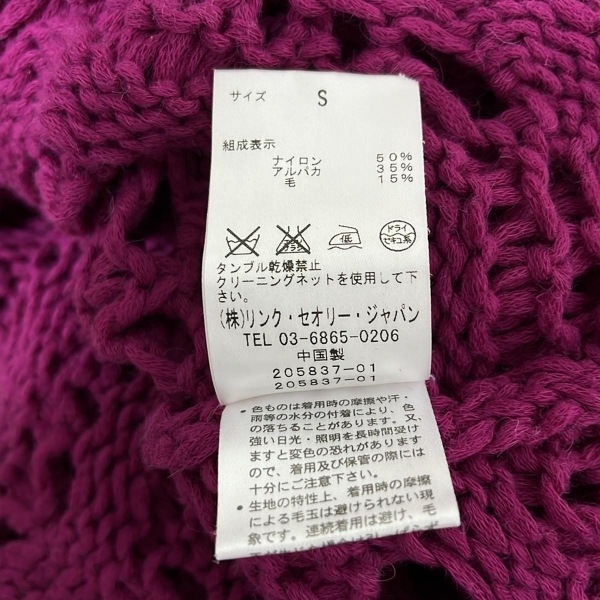 サイズ S
組成表示
ナイロン 50%
アルパカ 35%
毛 15%
エンソ
サラシ
低
ドライ
セキユ系
タンブル乾燥禁止
クリーニングネットを使用して下
さい。
(株)リンク・セオリー・ジャパン
TEL 03-6865-0206
中国製
205837-01
205837-01
・色ものは着用時の摩擦や汗・
雨等の水分の付着により、色
の落ちることがあります。又、
強い日光・照明を長時間受け
ますと変色の恐れがあります
ので、着用及び保管の際には
十分にご注意下さい。
・生地の特性上、着用時の摩擦
による毛玉は避けられない現
象です。連続着用は避け、毛